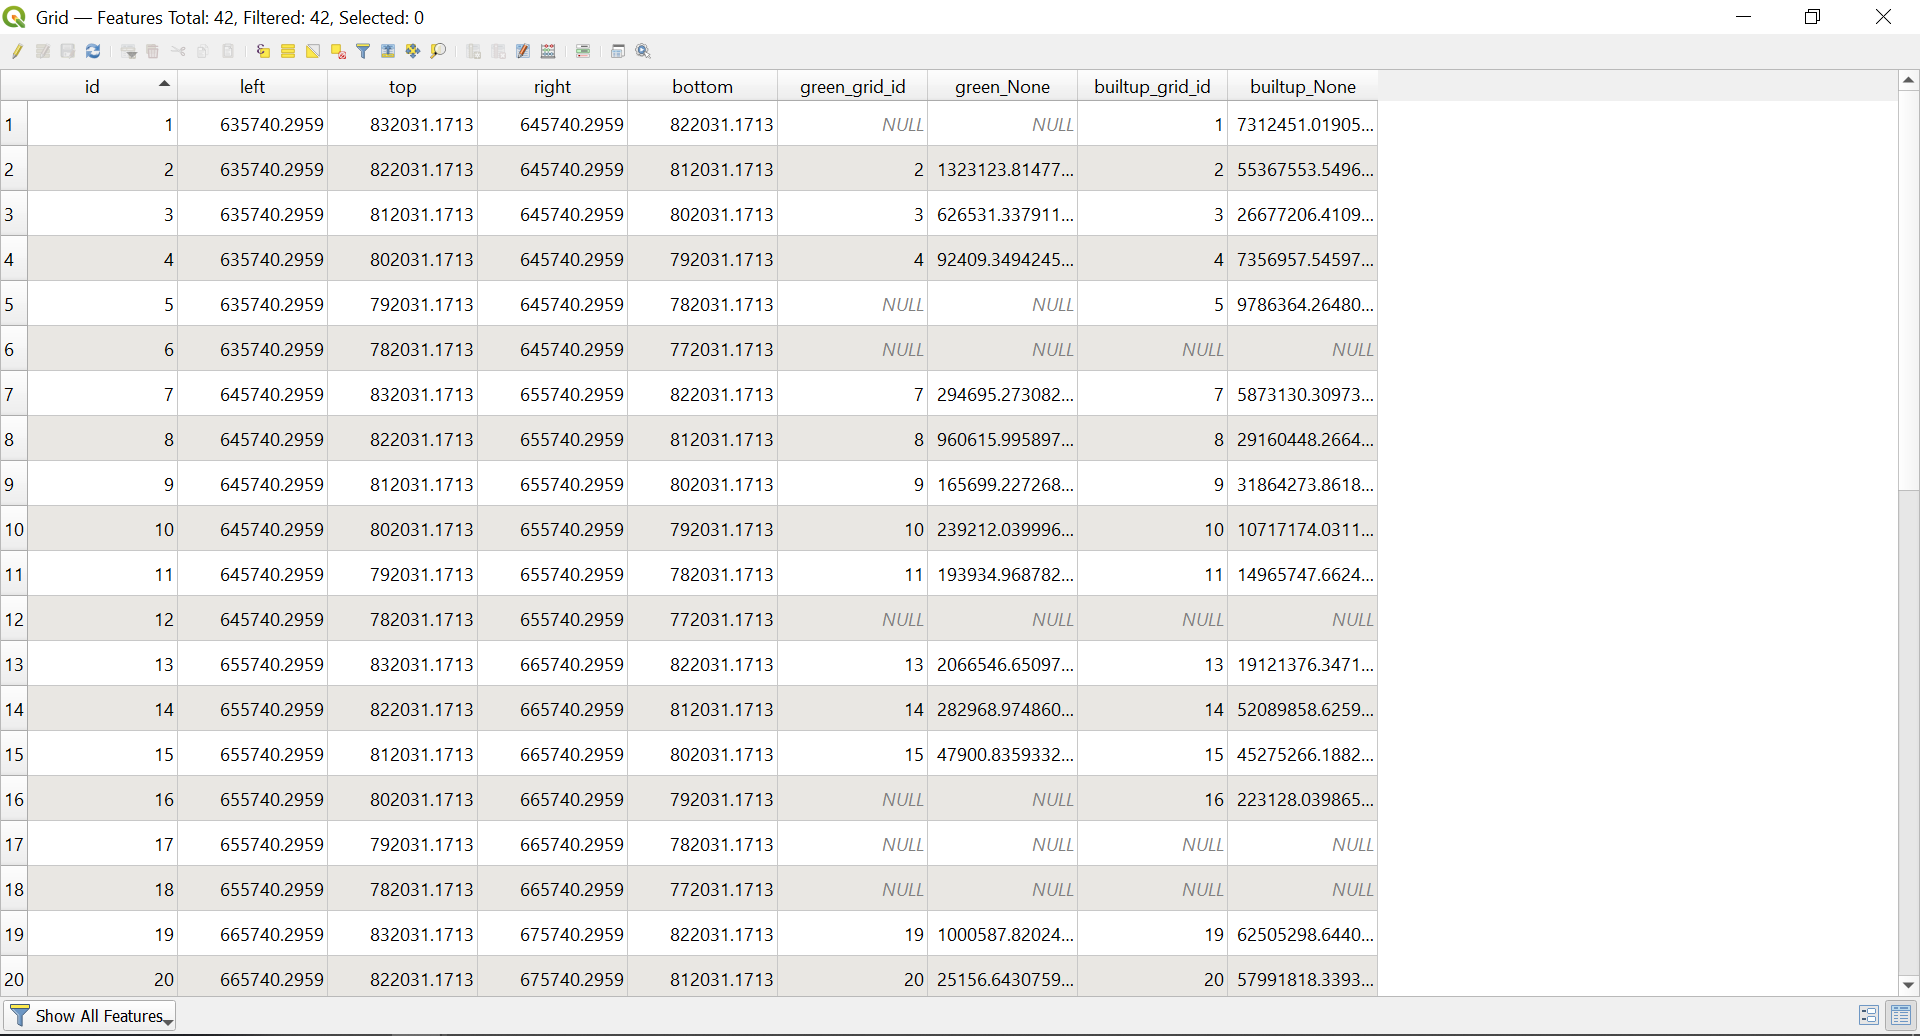 Grid — Features Total: 42, Filtered: 42, Selected: 0
id left top right bottom green_grid_id green_None builtup_grid_id builtup_None
1 1 635740.2959 832031.1713 645740.2959 822031.1713 NULL NULL 1 7312451.01905...
2 2 635740.2959 822031.1713 645740.2959 812031.1713 2 1323123.81477... 2 55367553.5496...
3 3 635740.2959 812031.1713 645740.2959 802031.1713 3 626531.337911... 3 26677206.4109...
4 4 635740.2959 802031.1713 645740.2959 792031.1713 4 92409.3494245... 4 7356957.54597...
5 5 635740.2959 792031.1713 645740.2959 782031.1713 NULL NULL 5 9786364.26480...
6 6 635740.2959 782031.1713 645740.2959 772031.1713 NULL NULL NULL NULL
7 7 645740.2959 832031.1713 655740.2959 822031.1713 7 294695.273082... 7 5873130.30973...
8 8 645740.2959 822031.1713 655740.2959 812031.1713 8 960615.995897... 8 29160448.2664...
9 9 645740.2959 812031.1713 655740.2959 802031.1713 9 165699.227268... 9 31864273.8618...
10 10 645740.2959 802031.1713 655740.2959 792031.1713 10 239212.039996... 10 10717174.0311...
11 11 645740.2959 792031.1713 655740.2959 782031.1713 11 193934.968782... 11 14965747.6624...
12 12 645740.2959 782031.1713 655740.2959 772031.1713 NULL NULL NULL NULL
13 13 655740.2959 832031.1713 665740.2959 822031.1713 13 2066546.65097... 13 19121376.3471...
14 14 655740.2959 822031.1713 665740.2959 812031.1713 14 282968.974860... 14 52089858.6259...
15 15 655740.2959 812031.1713 665740.2959 802031.1713 15 47900.8359332... 15 45275266.1882...
16 16 655740.2959 802031.1713 665740.2959 792031.1713 NULL NULL 16 223128.039865...
17 17 655740.2959 792031.1713 665740.2959 782031.1713 NULL NULL NULL NULL
18 18 655740.2959 782031.1713 665740.2959 772031.1713 NULL NULL NULL NULL
19 19 665740.2959 832031.1713 675740.2959 822031.1713 19 1000587.82024... 19 62505298.6440...
20 20 665740.2959 822031.1713 675740.2959 812031.1713 20 25156.6430759... 20 57991818.3393...
Show All Features